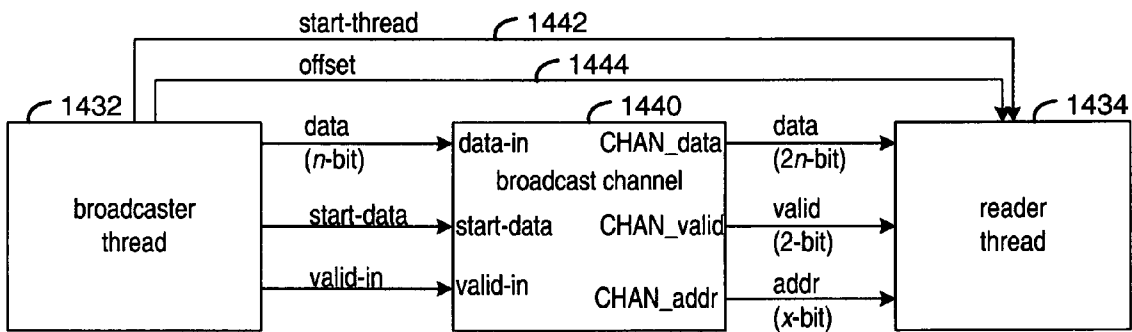 start-thread 1442
offset 1444
1432 1440 1434
data data-in CHAN_data data
(n-bit) (2n-bit)
broadcast channel
broadcaster thread
start-data start-data CHAN_valid valid
(2-bit)
reader thread
valid-in valid-in CHAN_addr addr
(x-bit)